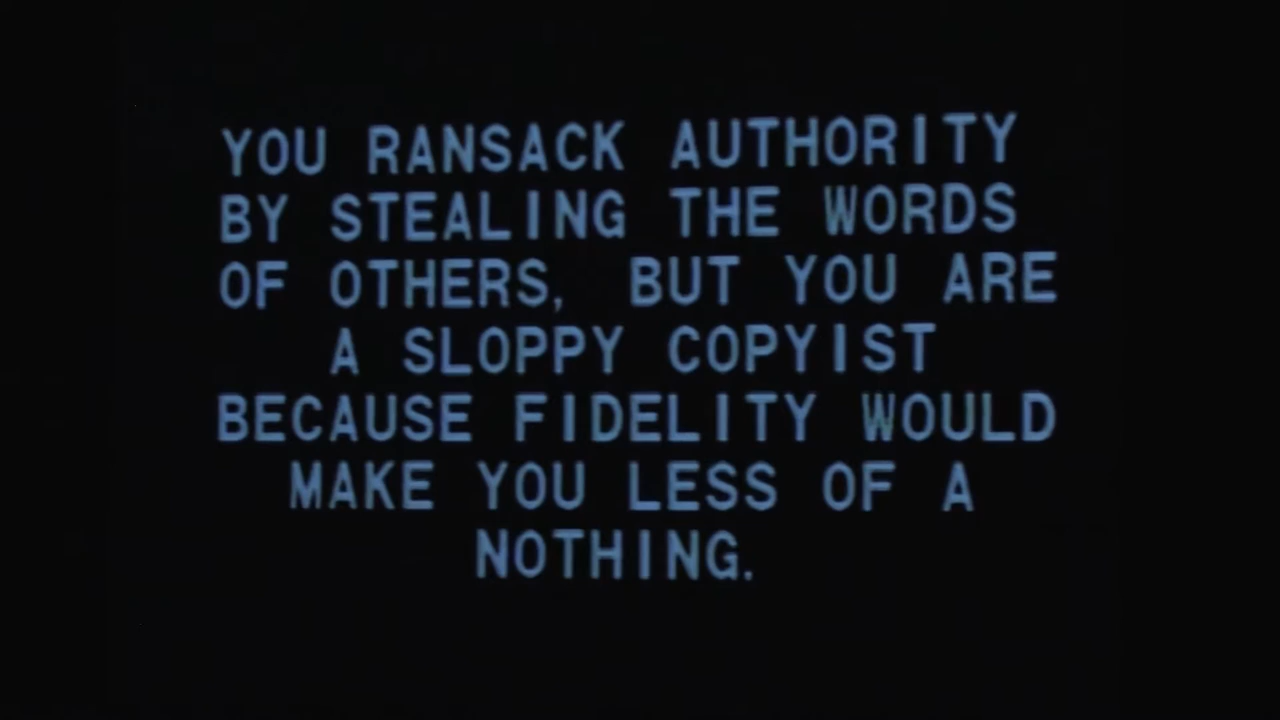 YOU RANSACK AUTHORITY
BY STEALING THE WORDS
OF OTHERS, BUT YOU ARE
A SLOPPY COPYIST
BECAUSE FIDELITY WOULD
MAKE YOU LESS OF A
NOTHING.